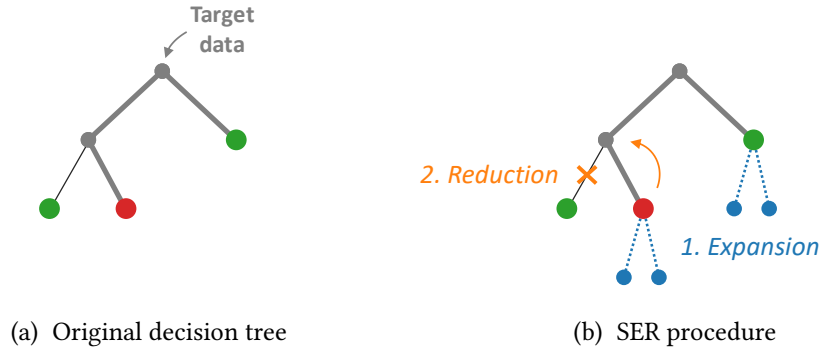 Target
data
2. Reduction
1. Expansion
(a) Original decision tree
(b) SER procedure